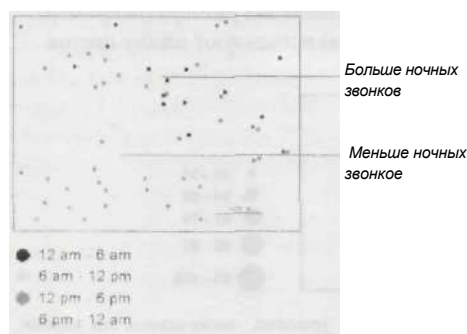 Больше ночных
звонков
Меньше ночных
звонкое
12 am - 6 am
6 am - 12 pm
12 pm - 6 pm
6 pm - 12 am